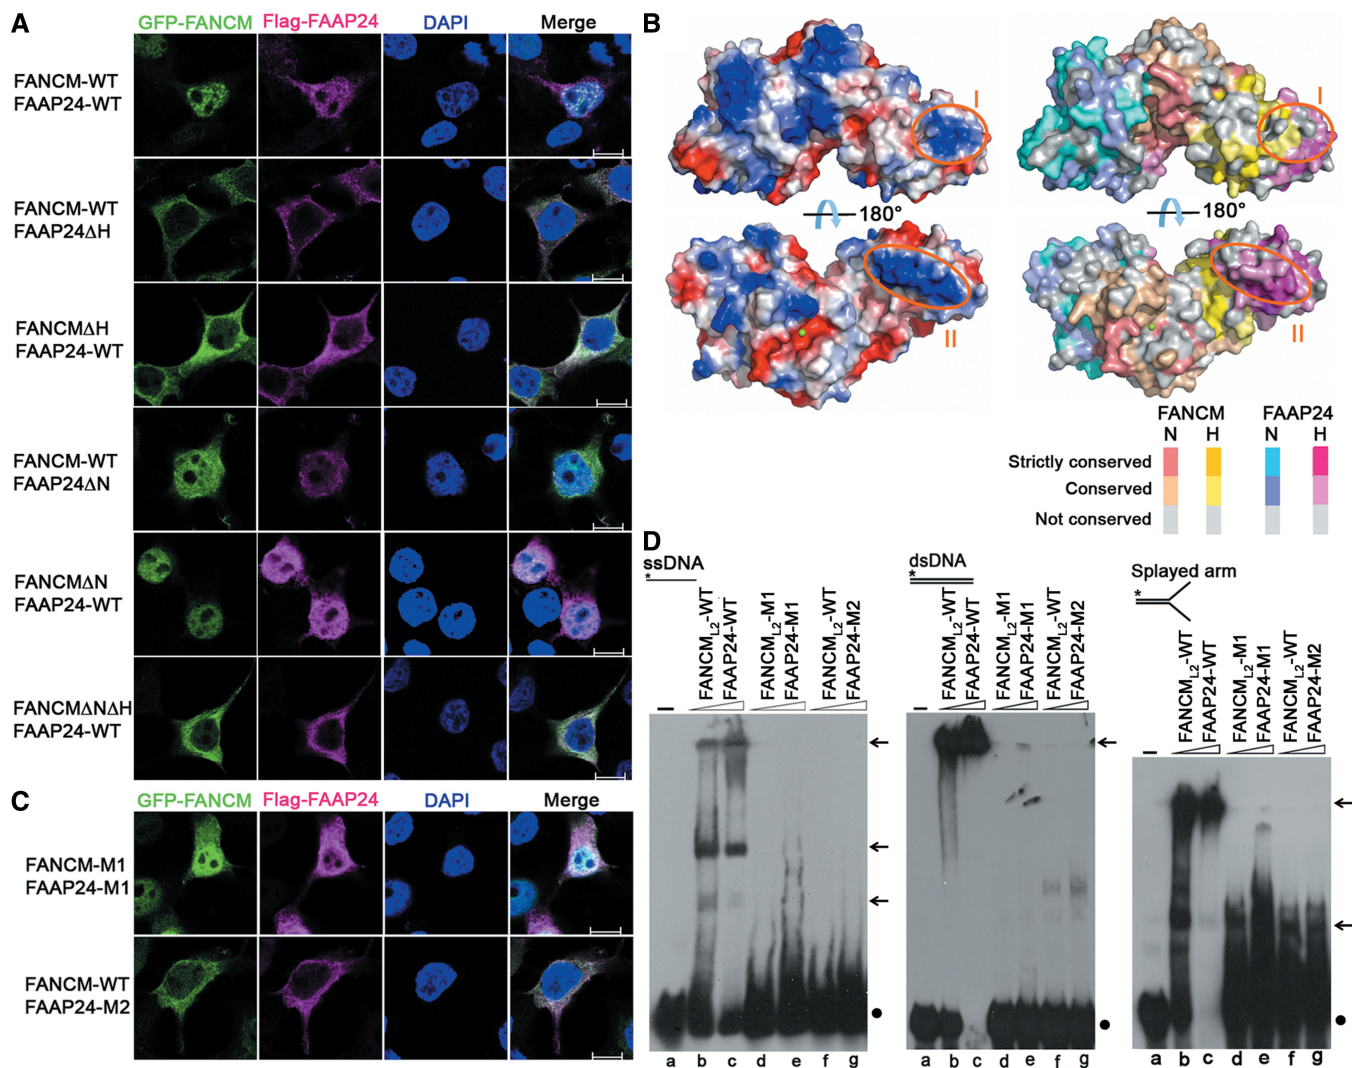 A
GFP-FANCM Flag-FAAP24 DAPI Merge
FANCM-WT
FAAP24-WT
FANCM-WT
FAAP24ΔH
FANCMΔH
FAAP24-WT
FANCM-WT
FAAP24ΔN
FANCMΔN
FAAP24-WT
FANCMΔNΔH
FAAP24-WT
B
I
I
180°
180°
II
II
FANCM FAAP24
N H N H
Strictly conserved
Conserved
Not conserved
C
GFP-FANCM Flag-FAAP24 DAPI Merge
FANCM-M1
FAAP24-M1
FANCM-WT
FAAP24-M2
D
ssDNA
*
FANCML2-WT
FAAP24-WT
FANCML2-M1
FAAP24-M1
FANCML2-WT
FAAP24-M2
–
a b c d e f g
dsDNA
*
FANCML2-WT
FAAP24-WT
FANCML2-M1
FAAP24-M1
FANCML2-WT
FAAP24-M2
–
a b c d e f g
Splayed arm
*
FANCML2-WT
FAAP24-WT
FANCML2-M1
FAAP24-M1
FANCML2-WT
FAAP24-M2
–
a b c d e f g